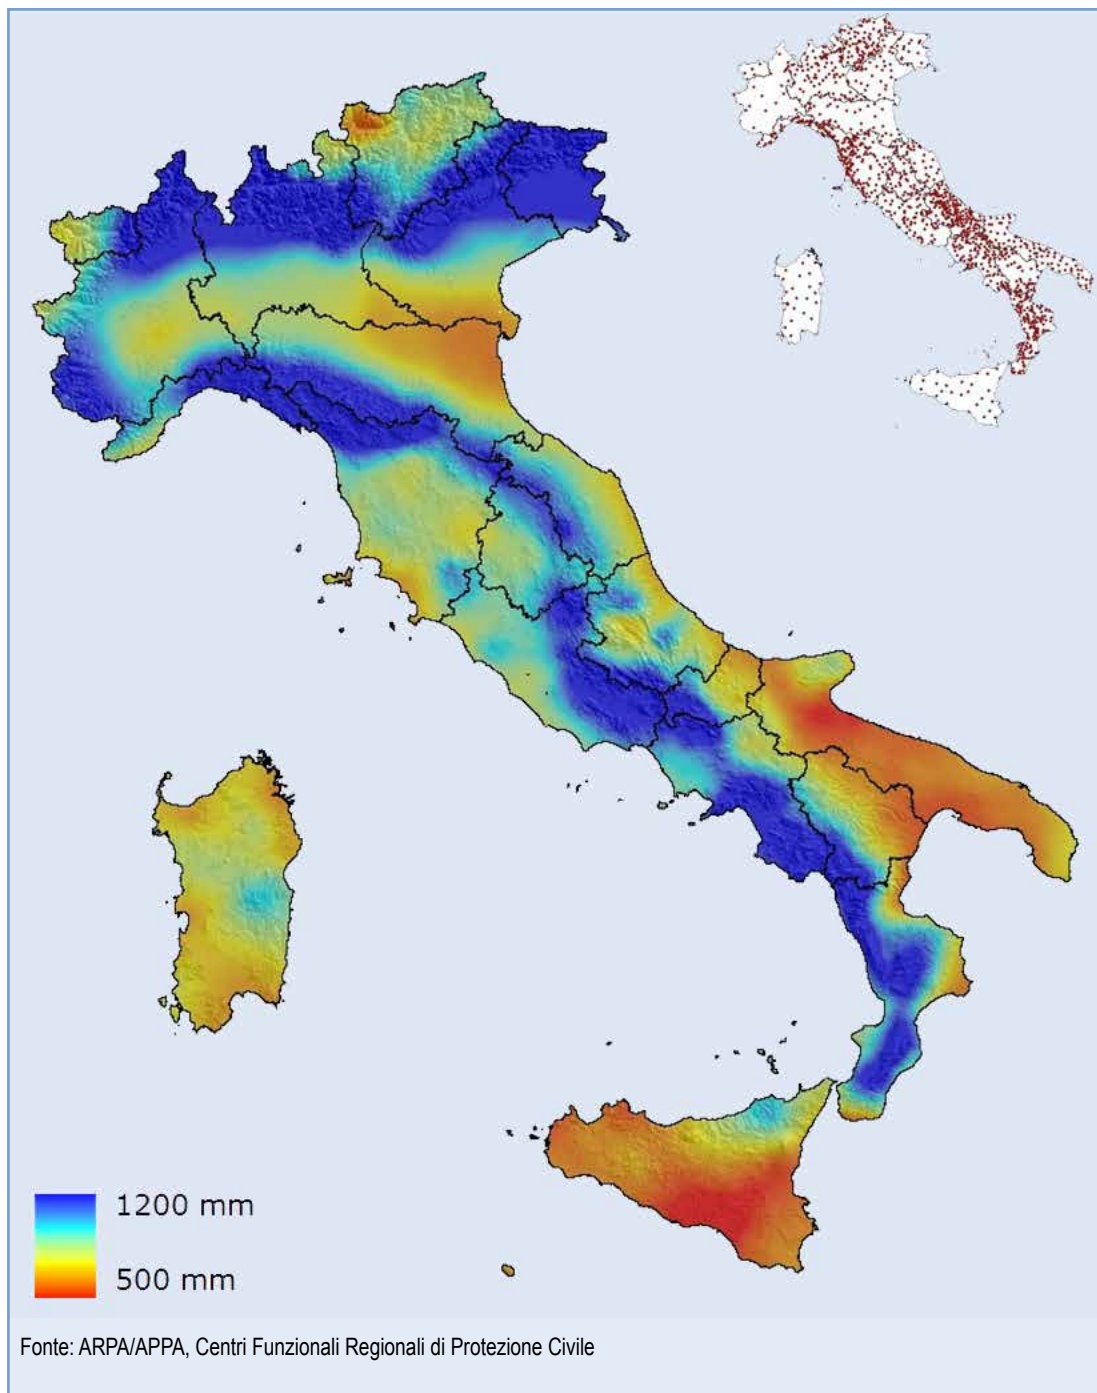 1200 mm
500 mm
Fonte: ARPA/APPA, Centri Funzionali Regionali di Protezione Civile